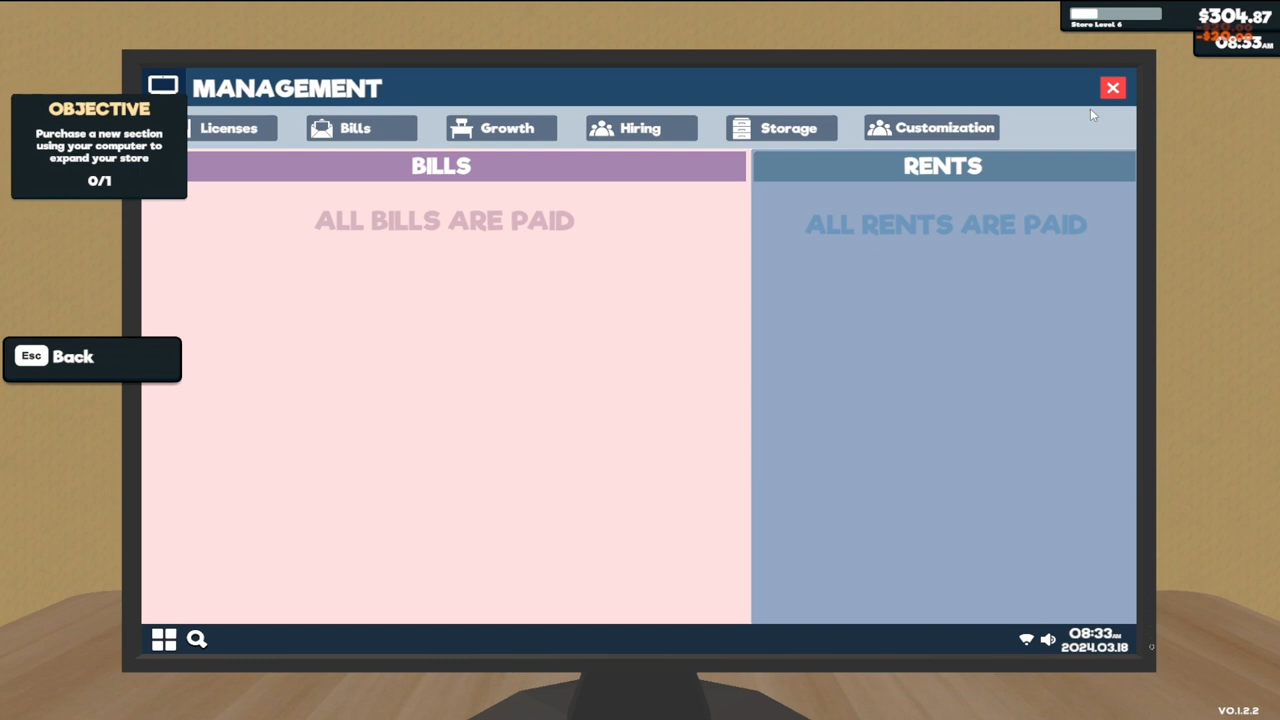 $304.87
Store Level 6
08:33AM
MANAGEMENT
OBJECTIVE
Purchase a new section
using your computer to
expand your store
0/1
Licenses
Bills
Growth
Hiring
Storage
Customization
BILLS
RENTS
ALL BILLS ARE PAID
ALL RENTS ARE PAID
Esc Back
08:33AM
2024.03.18
V0.1.2.2